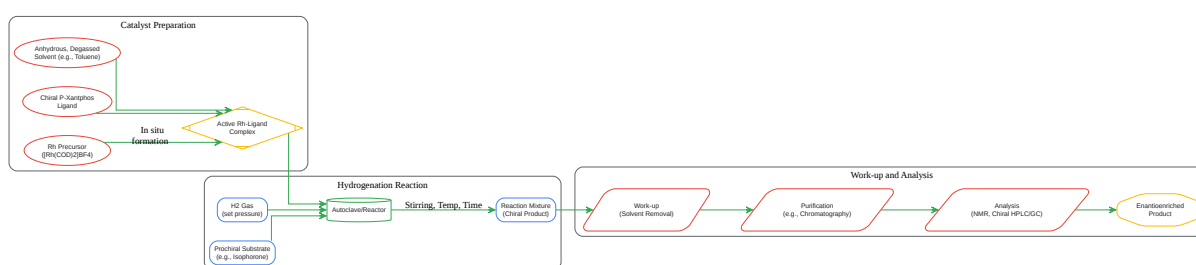 Catalyst Preparation
Anhydrous, Degassed
Solvent (e.g., Toluene)
Chiral P-Xantphos
Ligand
Rh Precursor
([Rh(COD)2]BF4)
In situ
formation
Active Rh-Ligand
Complex
Hydrogenation Reaction
H2 Gas
(set pressure)
Prochiral Substrate
(e.g., Isophorone)
Autoclave/Reactor
Stirring, Temp, Time
Reaction Mixture
(Chiral Product)
Work-up and Analysis
Work-up
(Solvent Removal)
Purification
(e.g., Chromatography)
Analysis
(NMR, Chiral HPLC/GC)
Enantioenriched
Product